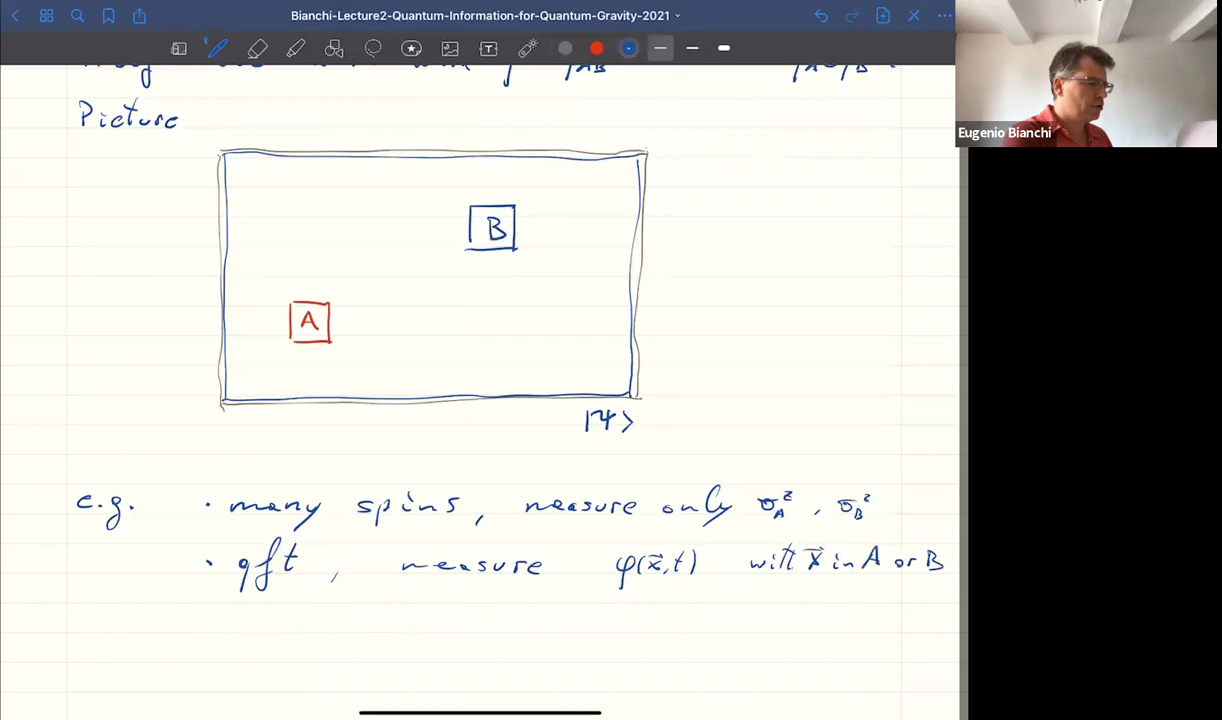 Bianchi-Lecture2-Quantum-Information-for-Quantum-Gravity-2021
T
Eugenio Bianchi
Picture
B
A
|ψ⟩
e.g. • many spins, measure only σ_A^z, σ_B^z
• qft, measure φ(x⃗,t) with x⃗ in A or B